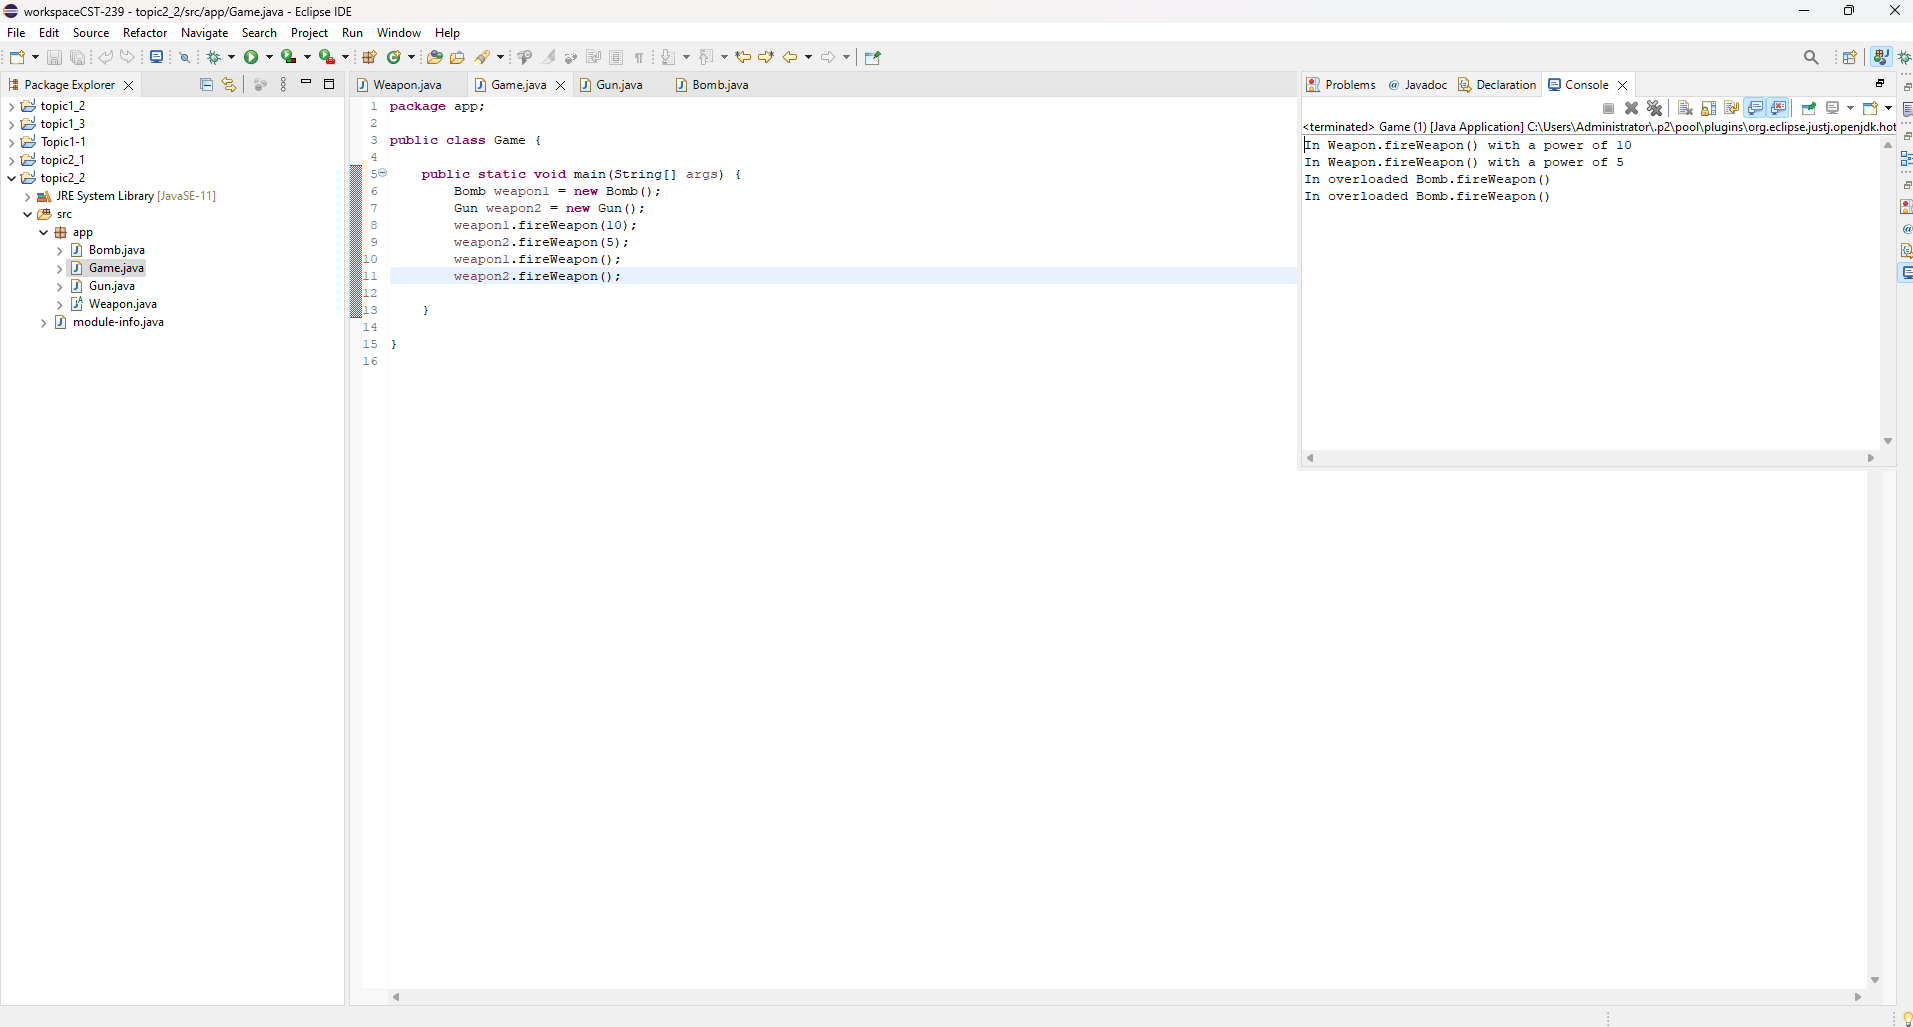 workspaceCST-239 - topic2_2/src/app/Game.java - Eclipse IDE
File Edit Source Refactor Navigate Search Project Run Window Help
Package Explorer
topic1_2
topic1_3
Topic1-1
topic2_1
topic2_2
JRE System Library [JavaSE-11]
src
app
Bomb.java
Game.java
Gun.java
Weapon.java
module-info.java
Weapon.java Game.java Gun.java Bomb.java
1 package app;
2
3 public class Game {
4
5 public static void main(String[] args) {
6 Bomb weapon1 = new Bomb();
7 Gun weapon2 = new Gun();
8 weapon1.fireWeapon(10);
9 weapon2.fireWeapon(5);
10 weapon1.fireWeapon();
11 weapon2.fireWeapon();
12
13 }
14
15 }
16
Problems Javadoc Declaration Console
<terminated> Game (1) [Java Application] C:\Users\Administrator\.p2\pool\plugins\org.eclipse.justj.openjdk.hot
In Weapon.fireWeapon() with a power of 10
In Weapon.fireWeapon() with a power of 5
In overloaded Bomb.fireWeapon()
In overloaded Bomb.fireWeapon()